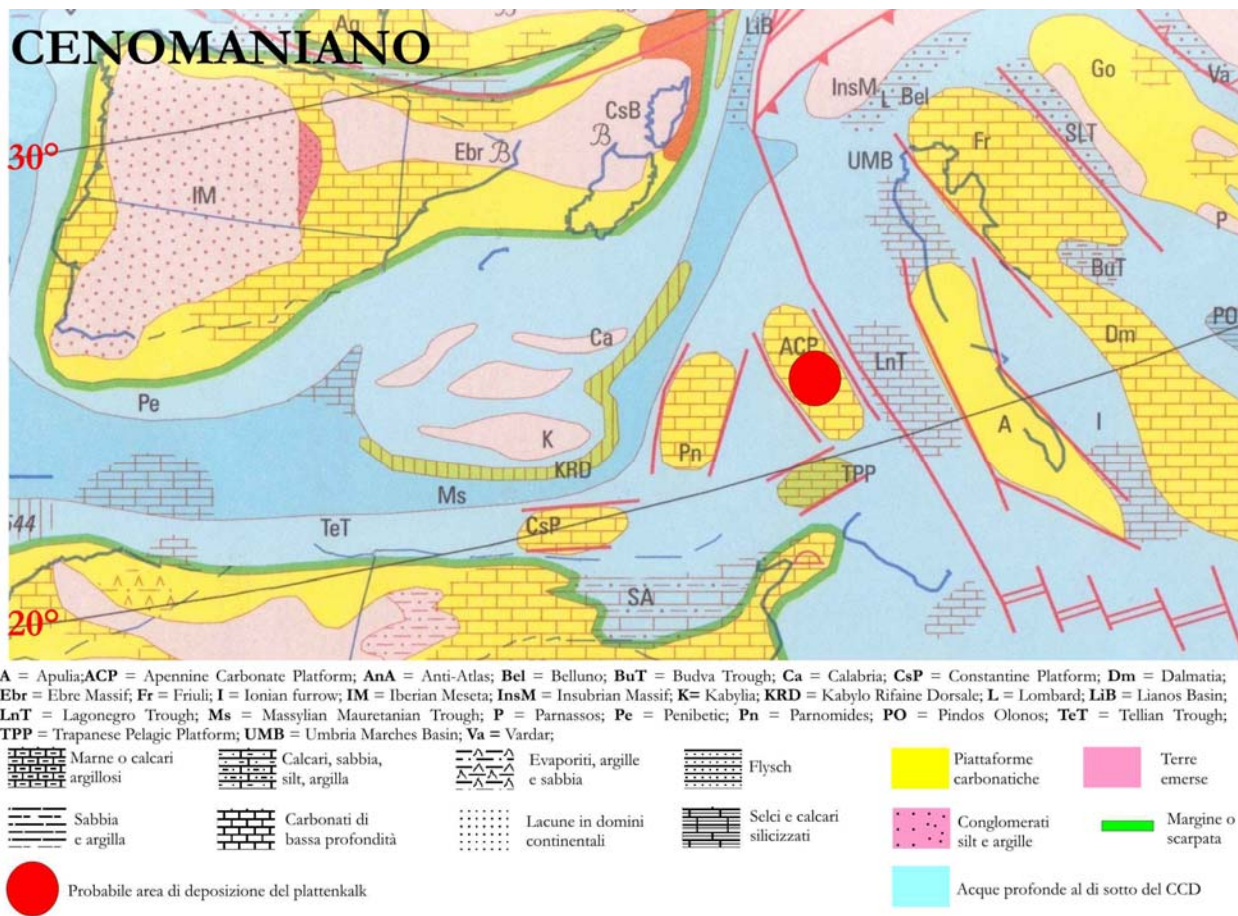 CENOMANIANO
Aq
B
LiB
InsM
L Bel
Go
Va
CsB
B
Fr
SLT
30°
Ebr B
UMB
IM
P
BuT
PO
Ca
ACP
Dm
LnT
Pe
K
A
I
KRD
Pn
TPP
Ms
544
TeT
CsP
SA
20°
A = Apulia;ACP = Apennine Carbonate Platform; AnA = Anti-Atlas; Bel = Belluno; BuT = Budva Trough; Ca = Calabria; CsP = Constantine Platform; Dm = Dalmatia;
Ebr = Ebre Massif; Fr = Friuli; I = Ionian furrow; IM = Iberian Meseta; InsM = Insubrian Massif; K= Kabylia; KRD = Kabylo Rifaine Dorsale; L = Lombard; LiB = Lianos Basin;
LnT = Lagonegro Trough; Ms = Massylian Mauretanian Trough; P = Parnassos; Pe = Penibetic; Pn = Parnomides; PO = Pindos Olonos; TeT = Tellian Trough;
TPP = Trapanese Pelagic Platform; UMB = Umbria Marches Basin; Va = Vardar;
Marne o calcari
argillosi
Calcari, sabbia,
silt, argilla
Evaporiti, argille
e sabbia
Flysch
Piattaforme
carbonatiche
Terre
emerse
Sabbia
e argilla
Carbonati di
bassa profondità
Lacune in domini
continentali
Selci e calcari
silicizzati
Conglomerati
silt e argille
Margine o
scarpata
Probabile area di deposizione del plattenkalk
Acque profonde al di sotto del CCD